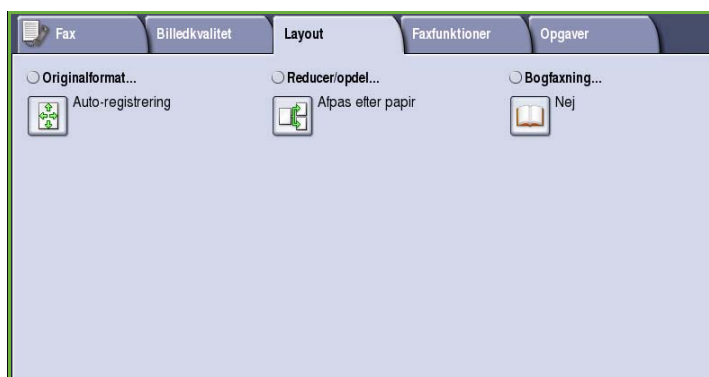 Fax Billedkvalitet Layout Faxfunktioner Opgaver
Originalformat... Reducer/opdel... Bogfaxning...
Auto-registrering Afpas efter papir Nej